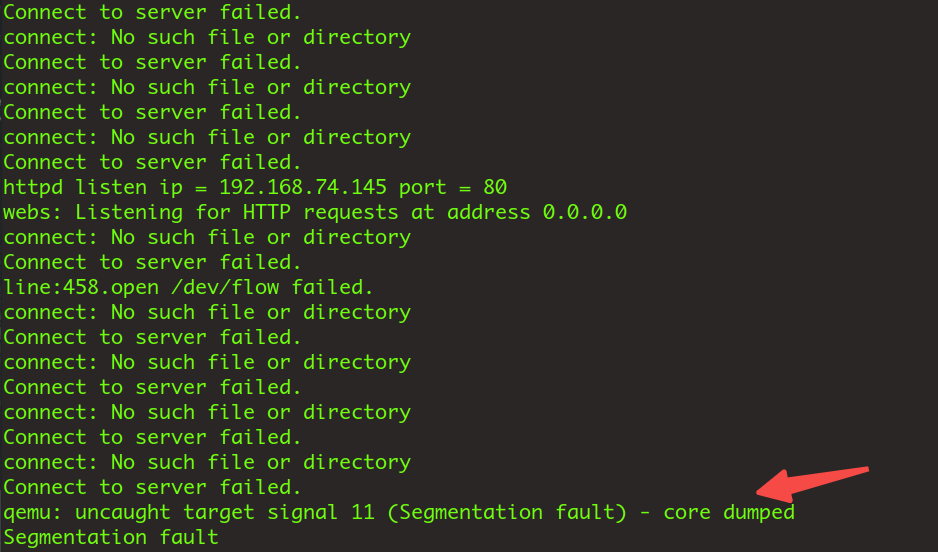 Connect to server failed.
connect: No such file or directory
Connect to server failed.
connect: No such file or directory
Connect to server failed.
connect: No such file or directory
Connect to server failed.
httpd listen ip = 192.168.74.145 port = 80
webs: Listening for HTTP requests at address 0.0.0.0
connect: No such file or directory
Connect to server failed.
line:458.open /dev/flow failed.
connect: No such file or directory
Connect to server failed.
connect: No such file or directory
Connect to server failed.
connect: No such file or directory
Connect to server failed.
connect: No such file or directory
Connect to server failed.
qemu: uncaught target signal 11 (Segmentation fault) - core dumped
Segmentation fault